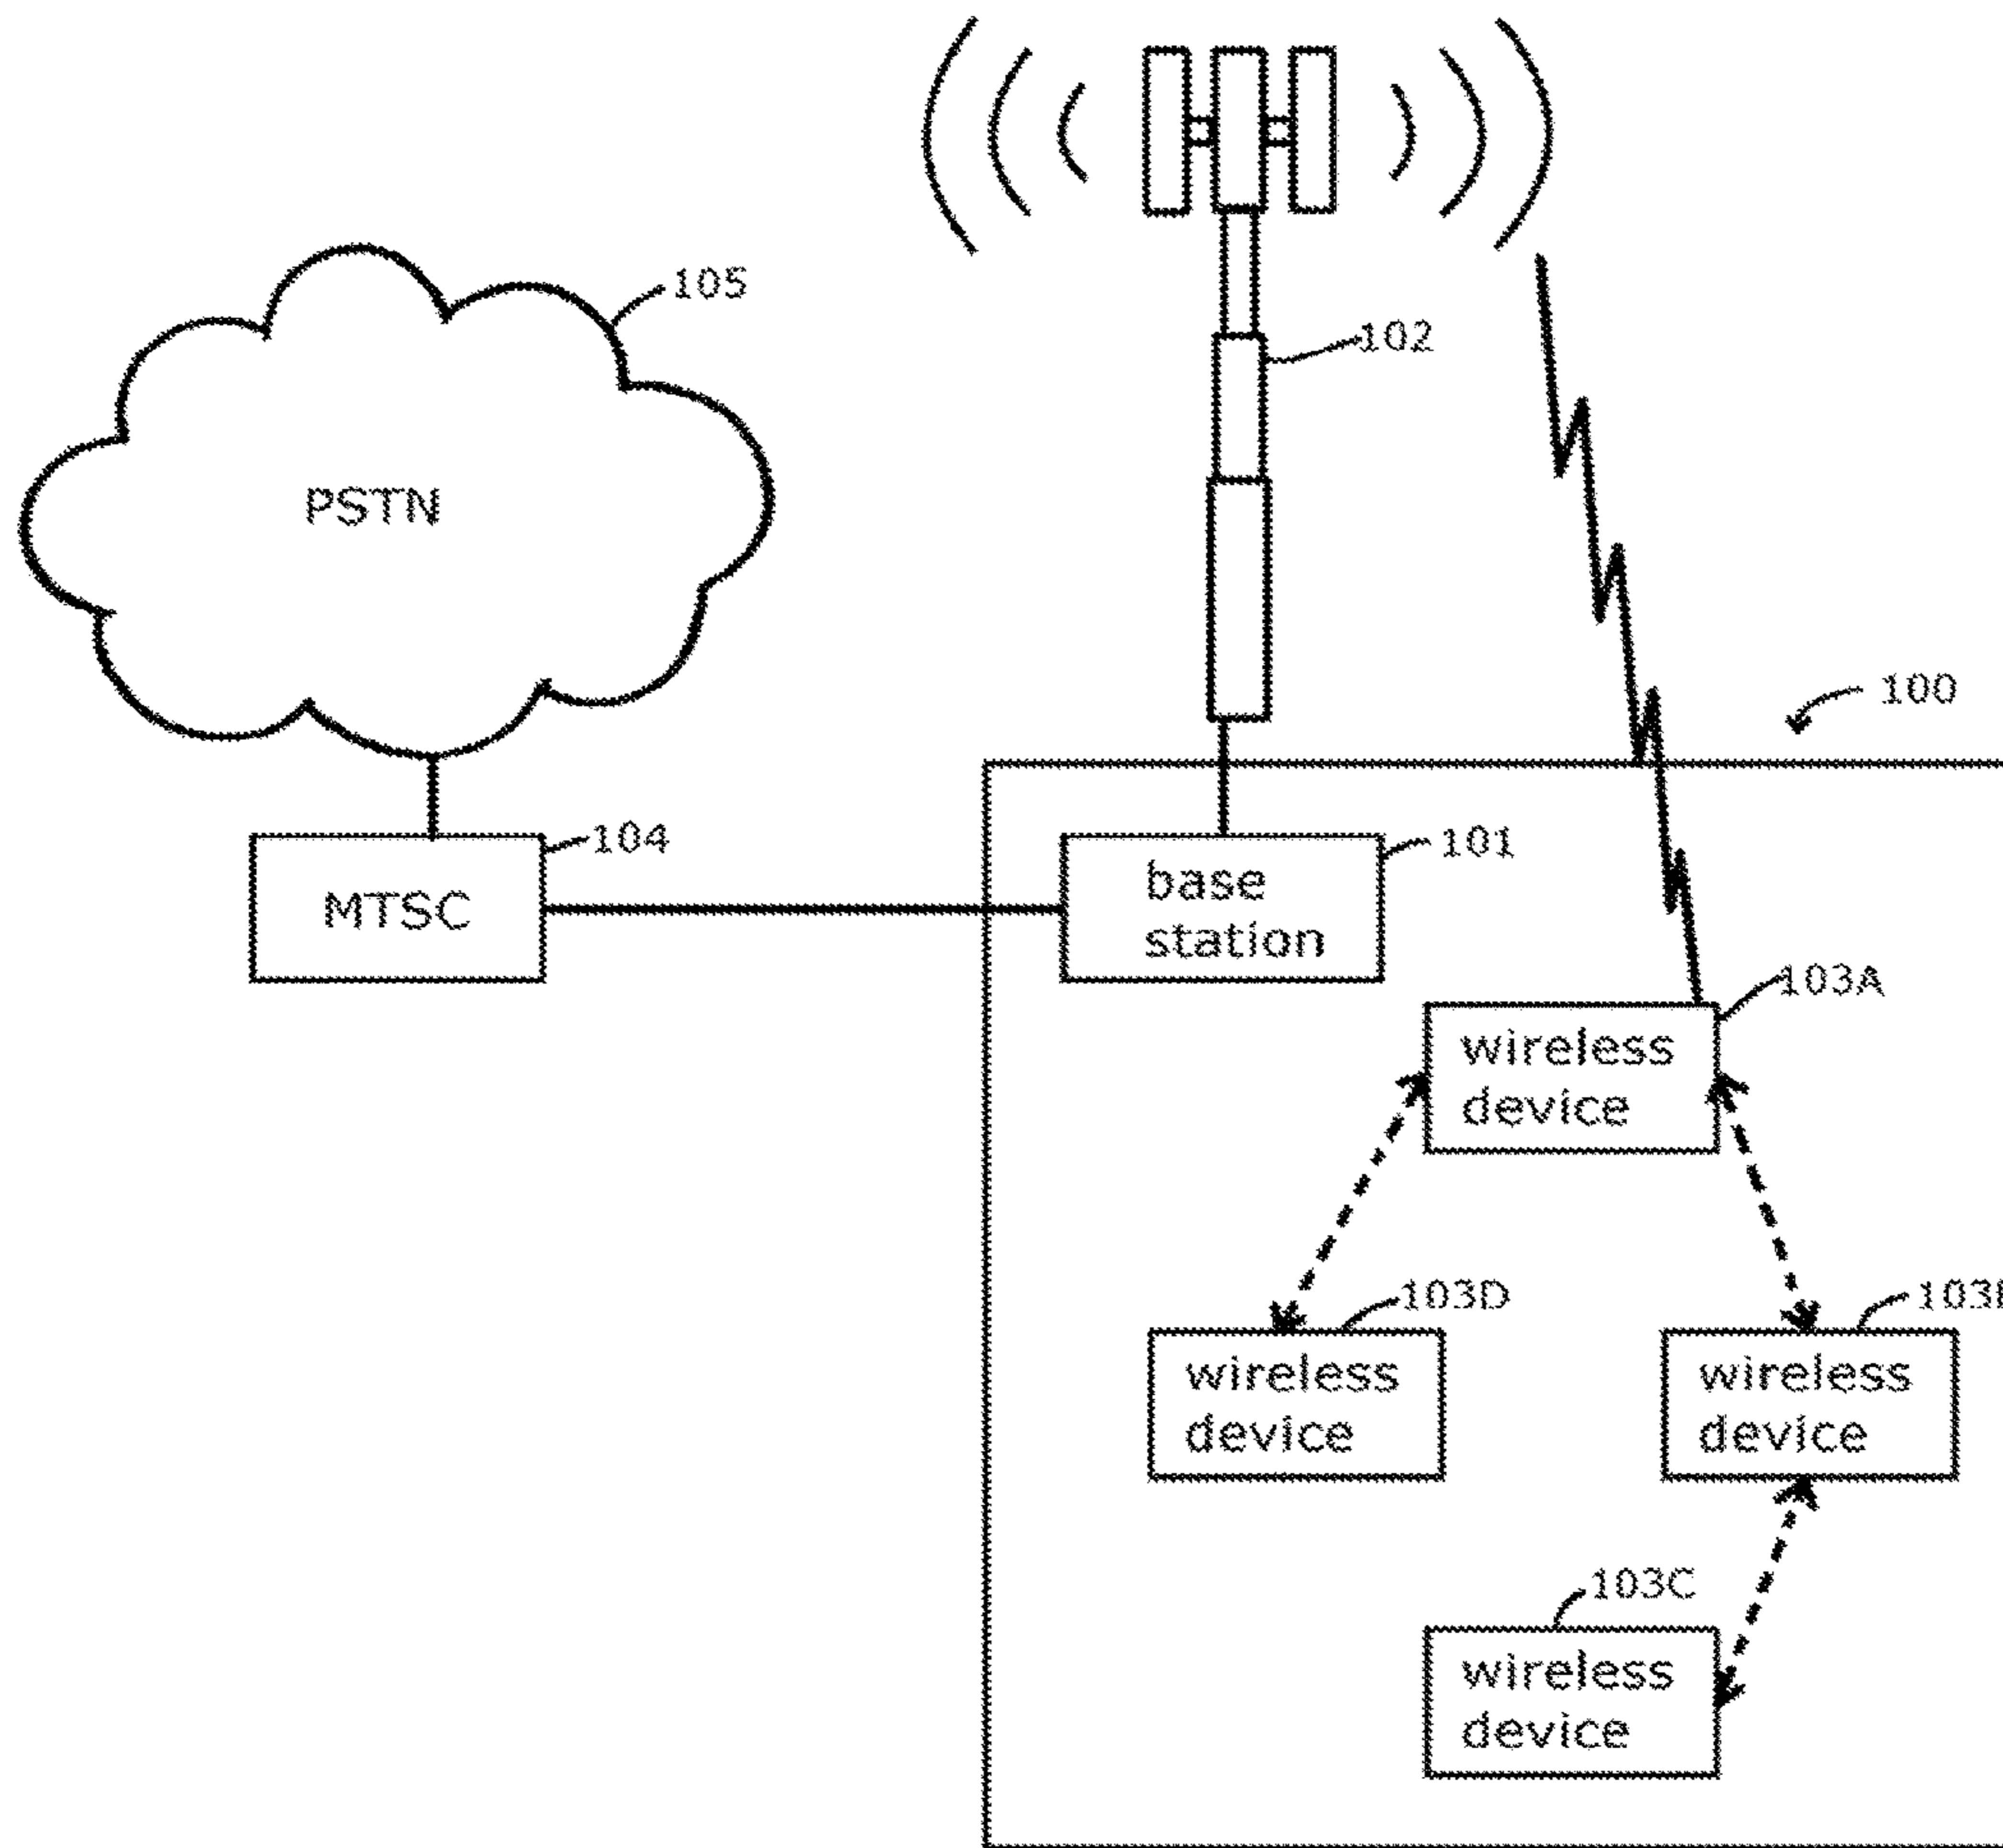 105
102
PSTN
100
104
101
MTSC
base
station
103A
wireless
device
103D
wireless
device
wireless
device
103C
wireless
device